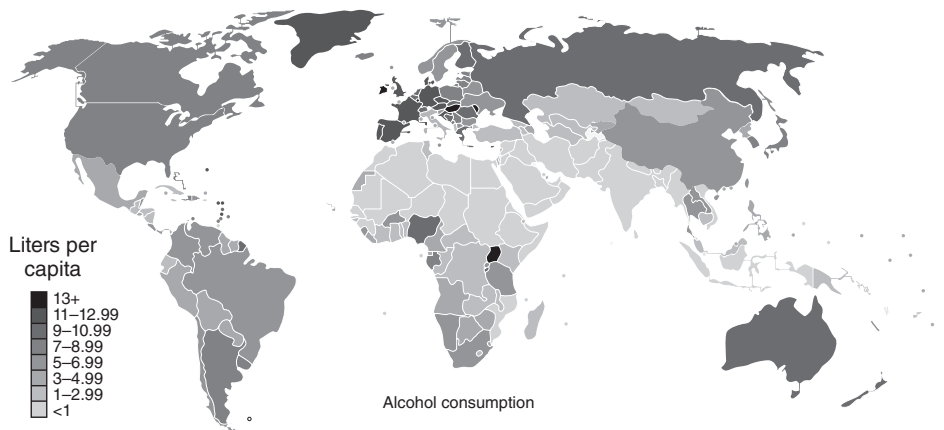 Liters per
capita
13+
11–12.99
9–10.99
7–8.99
5–6.99
3–4.99
1–2.99
<1
Alcohol consumption